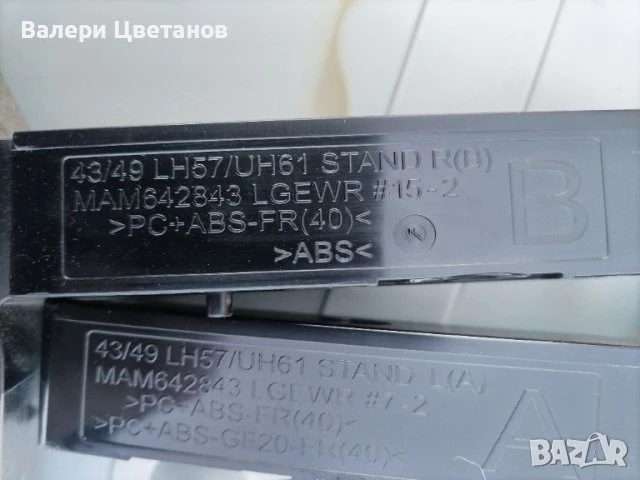 Валери Цветанов
43/49 LH57/UH61 STAND R(B)
MAM642843 LGEWR #15-2
>PC+ABS-FR(40)<
>ABS<
B
43/49 LH57/UH61 STAND L(A)
MAM642843 LGEWR #7-2
>PC+ABS-FR(40)<
>PC+ABS-GF20-FR(40)<
A
BAZAR